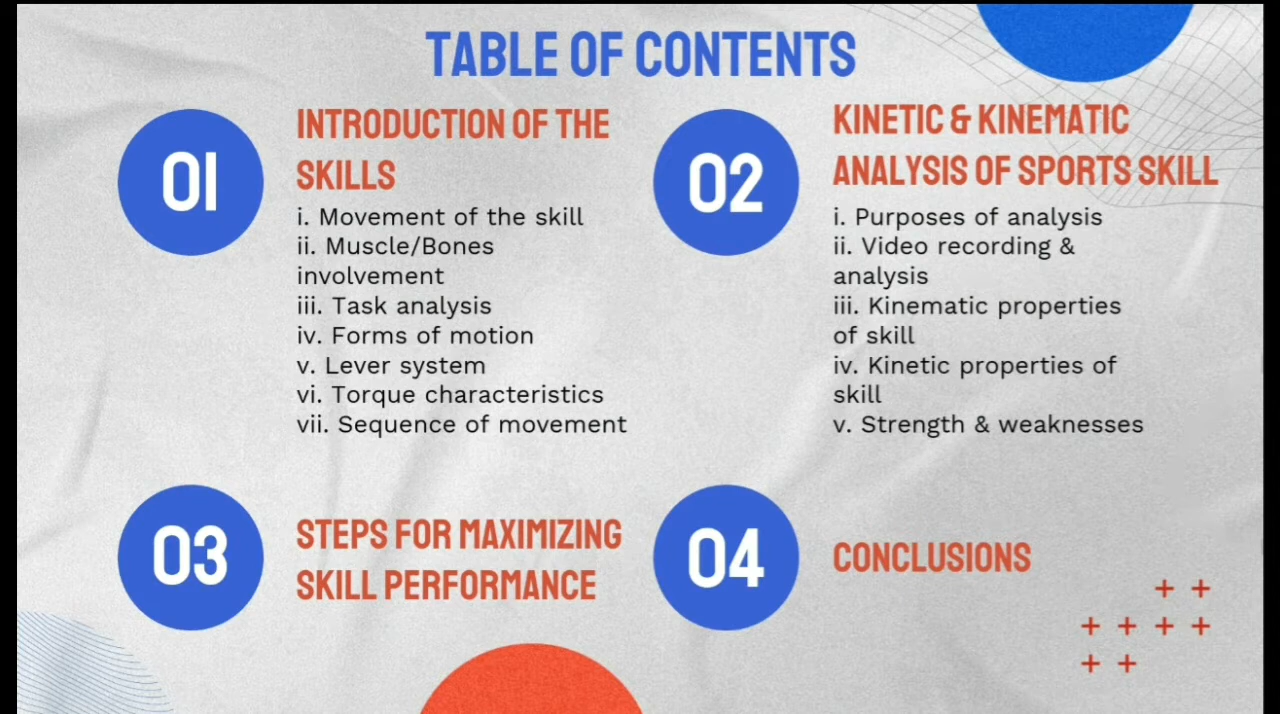 TABLE OF CONTENTS
01
INTRODUCTION OF THE
SKILLS
i. Movement of the skill
ii. Muscle/Bones
involvement
iii. Task analysis
iv. Forms of motion
v. Lever system
vi. Torque characteristics
vii. Sequence of movement
02
KINETIC & KINEMATIC
ANALYSIS OF SPORTS SKILL
i. Purposes of analysis
ii. Video recording &
analysis
iii. Kinematic properties
of skill
iv. Kinetic properties of
skill
v. Strength & weaknesses
03
STEPS FOR MAXIMIZING
SKILL PERFORMANCE
04
CONCLUSIONS